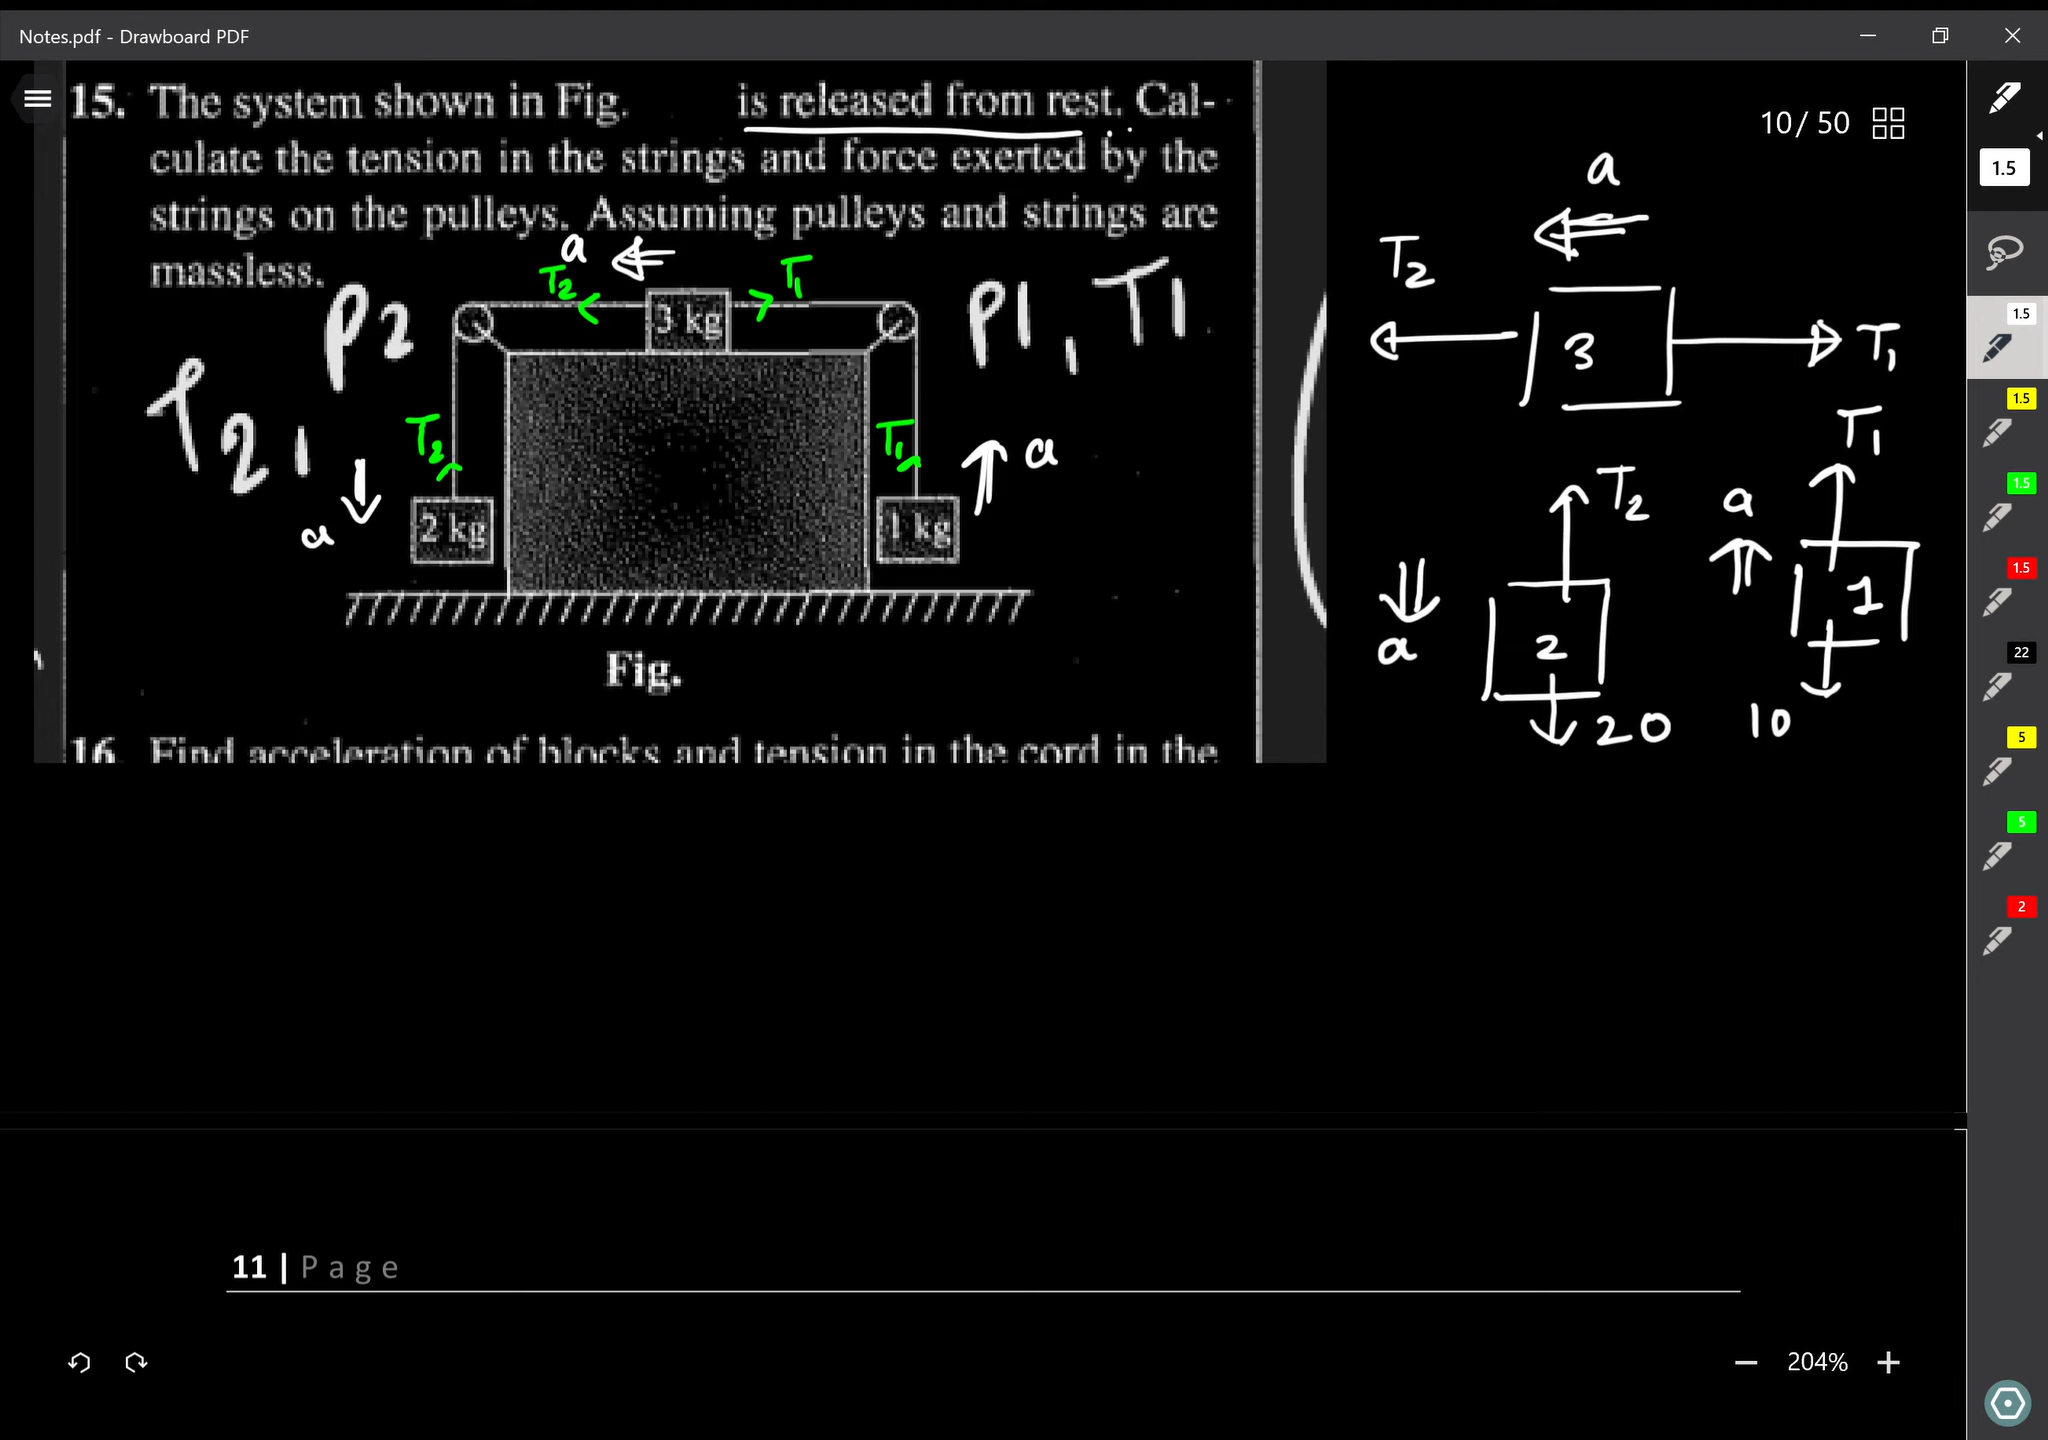 Notes.pdf - Drawboard PDF
10/ 50
15. The system shown in Fig. is released from rest. Cal-
culate the tension in the strings and force exerted by the
strings on the pulleys. Assuming pulleys and strings are
massless.
a
T2
T1
3 kg
P2
P1, T1
T2,
T2
T1
a
a
2 kg
1 kg
Fig.
16. Find acceleration of blocks and tension in the cord in the
a
T2
3
T1
T2
a
T1
a
2
1
20
10
1.5
1.5
1.5
1.5
1.5
22
5
5
2
11 | Page
204%